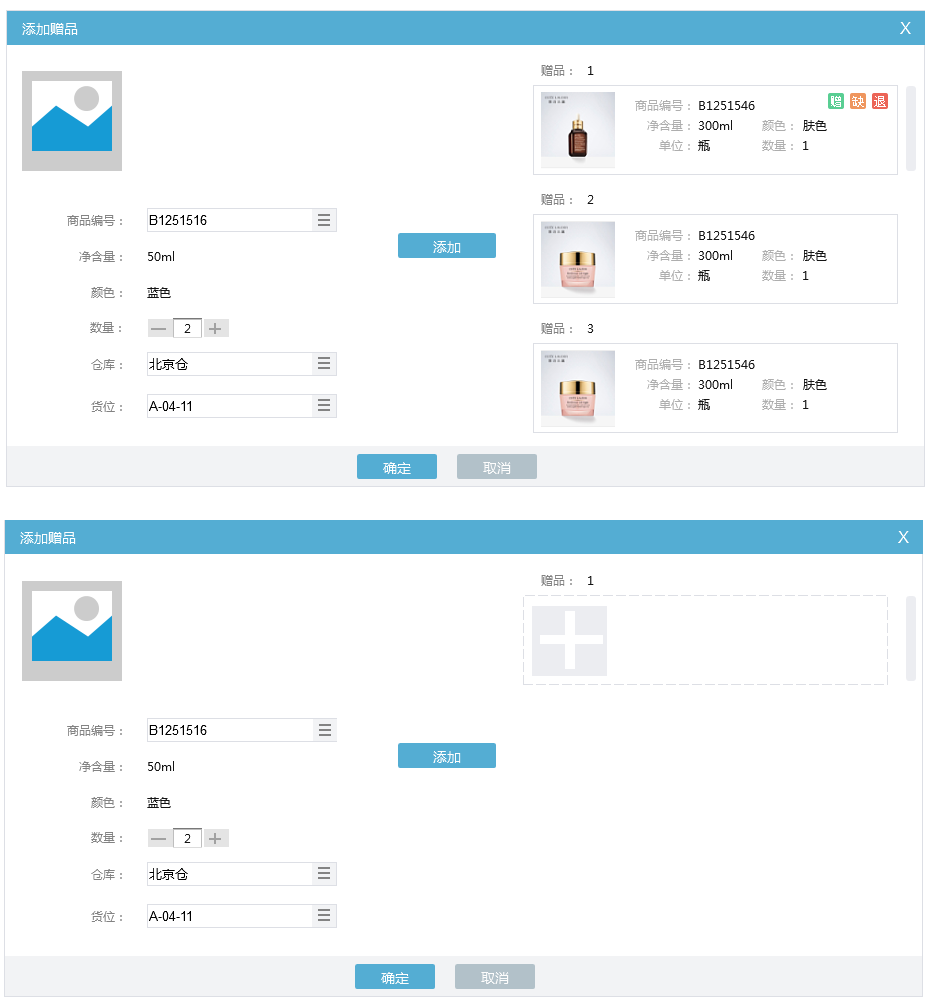 添加赠品 X
商品编号： B1251516
净含量： 50ml
颜色： 蓝色
数量： 2
仓库： 北京仓
货位： A-04-11
添加
赠品： 1
赠 缺 退
商品编号： B1251546
净含量： 300ml 颜色： 肤色
单位： 瓶 数量： 1
赠品： 2
商品编号： B1251546
净含量： 300ml 颜色： 肤色
单位： 瓶 数量： 1
赠品： 3
商品编号： B1251546
净含量： 300ml 颜色： 肤色
单位： 瓶 数量： 1
确定 取消
添加赠品 X
商品编号： B1251516
净含量： 50ml
颜色： 蓝色
数量： 2
仓库： 北京仓
货位： A-04-11
添加
赠品： 1
确定 取消